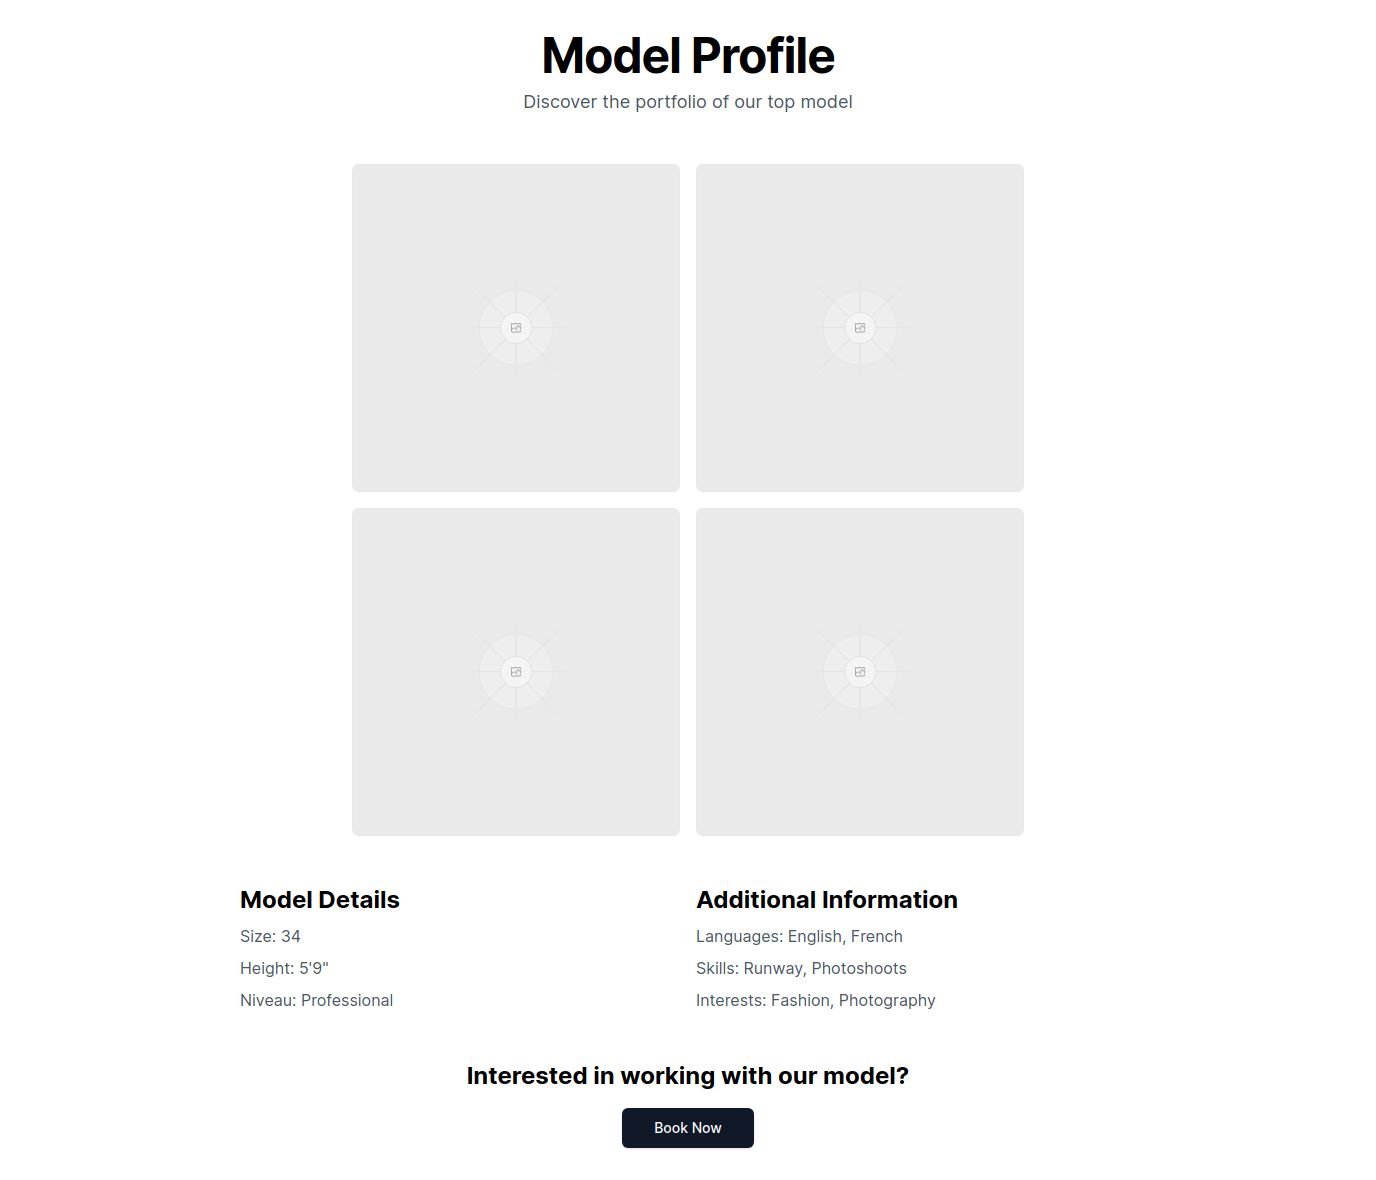 Model Profile
Discover the portfolio of our top model
Model Details
Size: 34
Height: 5'9"
Niveau: Professional
Additional Information
Languages: English, French
Skills: Runway, Photoshoots
Interests: Fashion, Photography
Interested in working with our model?
Book Now